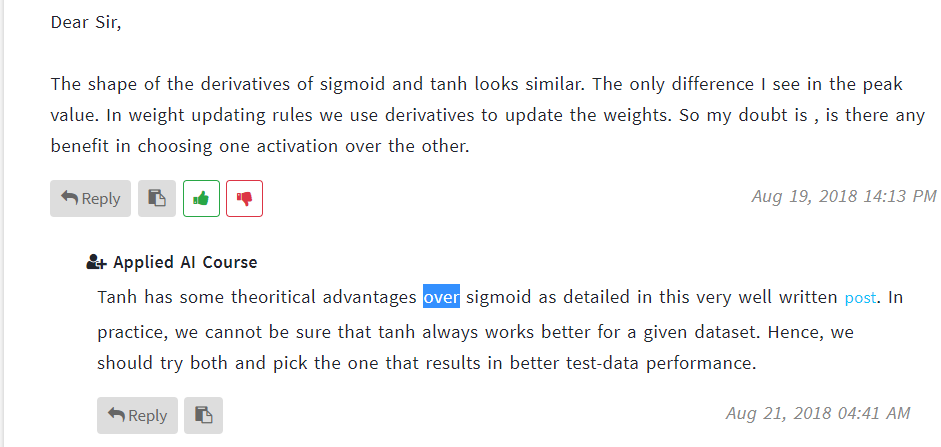 Dear Sir,
The shape of the derivatives of sigmoid and tanh looks similar. The only difference I see in the peak
value. In weight updating rules we use derivatives to update the weights. So my doubt is , is there any
benefit in choosing one activation over the other.
Reply
Aug 19, 2018 14:13 PM
Applied AI Course
Tanh has some theoritical advantages over sigmoid as detailed in this very well written post. In
practice, we cannot be sure that tanh always works better for a given dataset. Hence, we
should try both and pick the one that results in better test-data performance.
Reply
Aug 21, 2018 04:41 AM